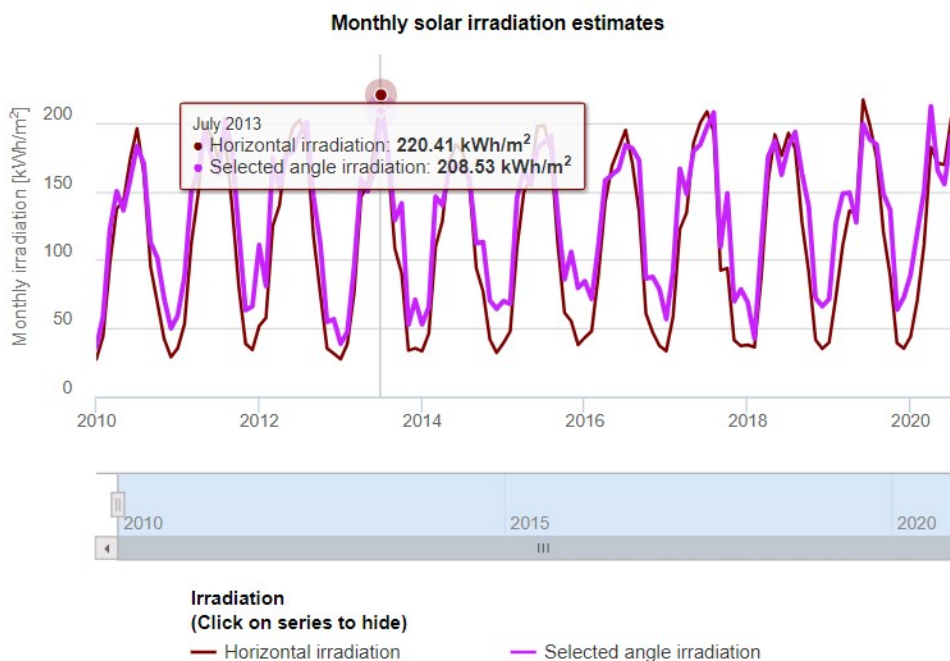 Monthly solar irradiation estimates
Monthly irradiation [kWh/m²]
200
150
100
50
0
July 2013
Horizontal irradiation: 220.41 kWh/m²
Selected angle irradiation: 208.53 kWh/m²
2010 2012 2014 2016 2018 2020
2010 2015 2020
Irradiation
(Click on series to hide)
Horizontal irradiation Selected angle irradiation